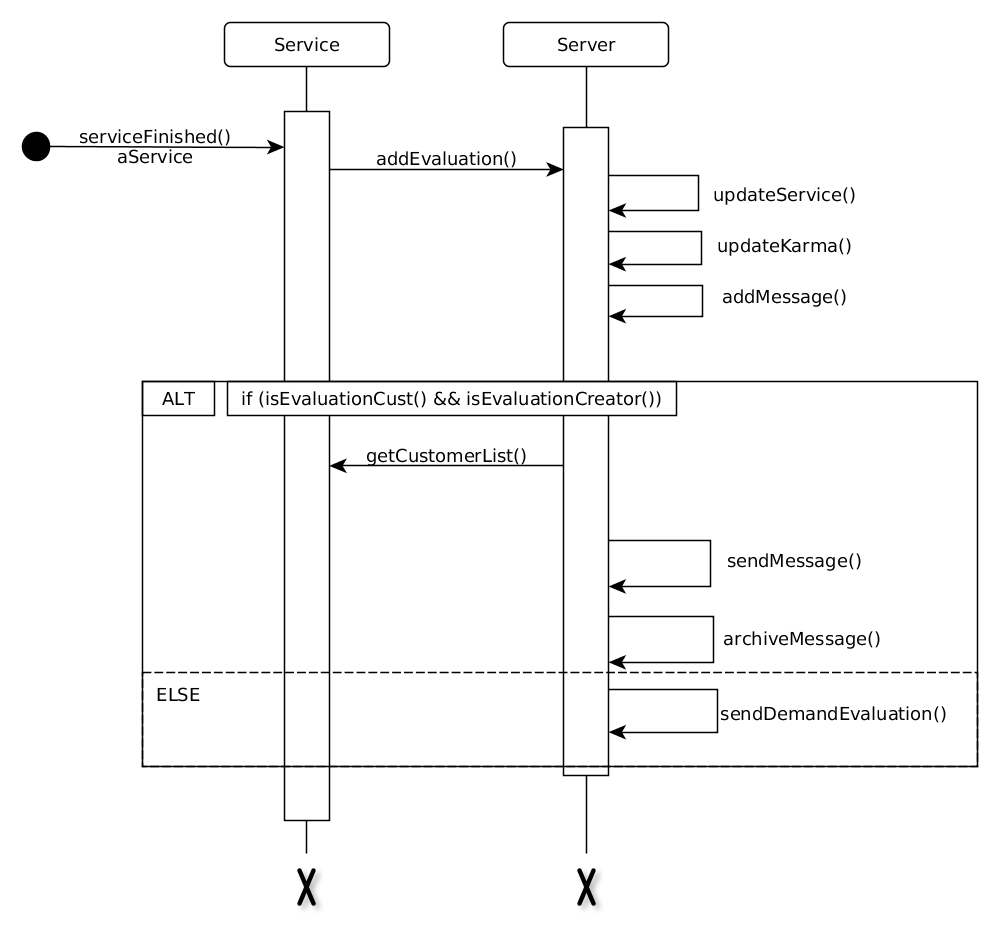 Service
Server
serviceFinished()
aService
addEvaluation()
updateService()
updateKarma()
addMessage()
ALT
if (isEvaluationCust() && isEvaluationCreator())
getCustomerList()
sendMessage()
archiveMessage()
ELSE
sendDemandEvaluation()